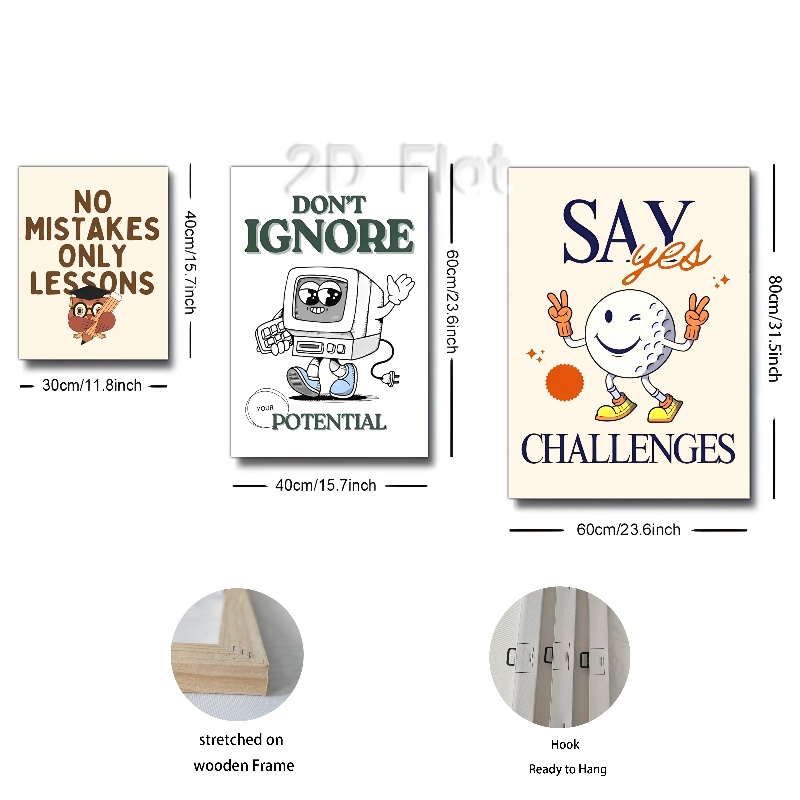 2D Flat
NO
MISTAKES
ONLY
LESSONS
40cm/15.7inch
30cm/11.8inch
DON'T
IGNORE
YOUR
POTENTIAL
60cm/23.6inch
40cm/15.7inch
SAY
yes
CHALLENGES
80cm/31.5inch
60cm/23.6inch
stretched on
wooden Frame
Hook
Ready to Hang